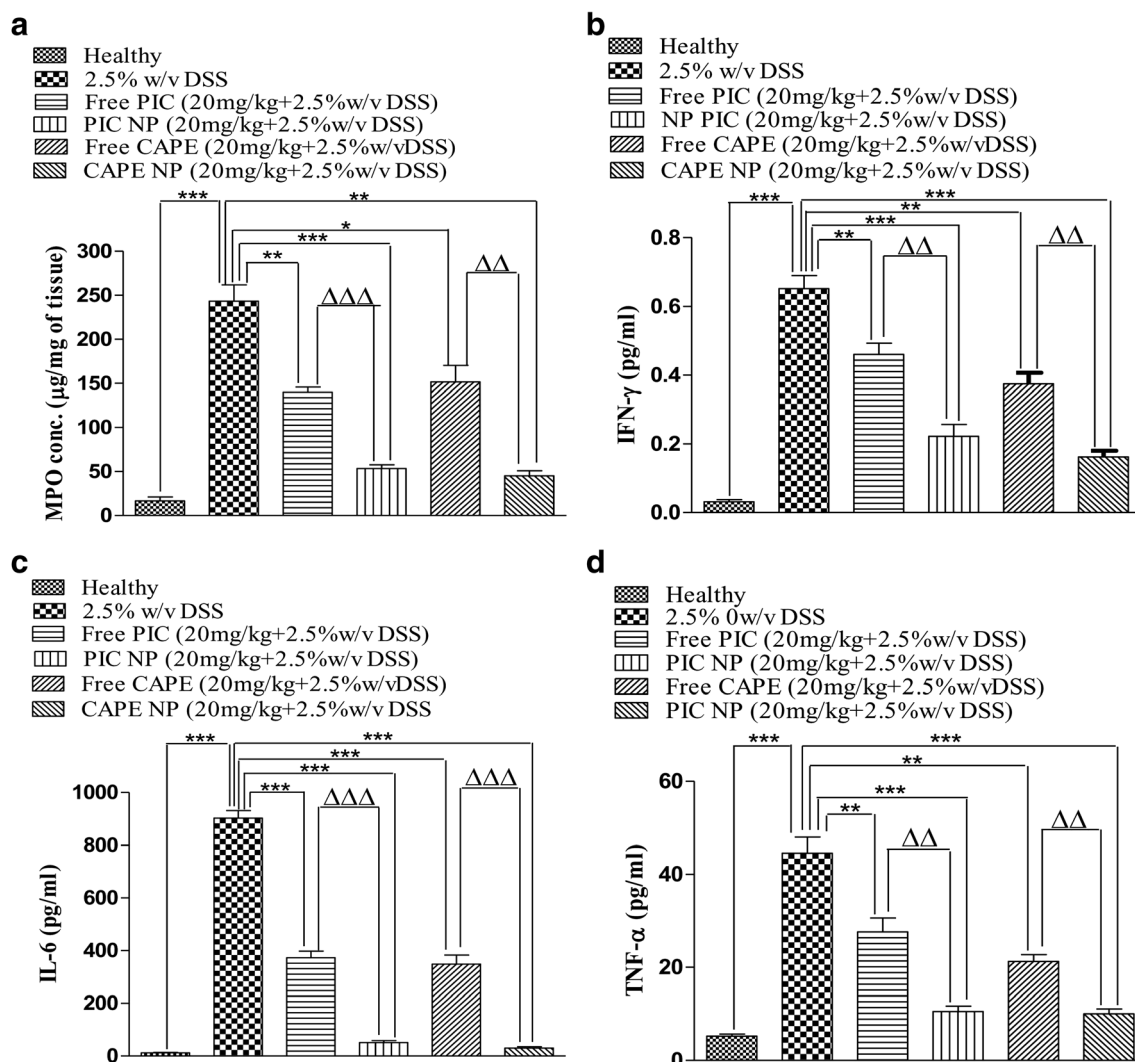 a
Healthy
2.5% w/v DSS
Free PIC (20mg/kg+2.5%w/v DSS)
PIC NP (20mg/kg+2.5%w/v DSS)
Free CAPE (20mg/kg+2.5%w/vDSS)
CAPE NP (20mg/kg+2.5%w/v DSS)
*** **
*
***
** ΔΔΔ ΔΔ
MPO conc. (µg/mg of tissue)
300
250
200
150
100
50
0
b
Healthy
2.5% w/v DSS
Free PIC (20mg/kg+2.5%w/v DSS)
NP PIC (20mg/kg+2.5%w/v DSS)
Free CAPE (20mg/kg+2.5%w/vDSS)
CAPE NP (20mg/kg+2.5%w/v DSS)
*** ***
**
***
** ΔΔ ΔΔ
IFN-γ (pg/ml)
0.8
0.6
0.4
0.2
0.0
c
Healthy
2.5% w/v DSS
Free PIC (20mg/kg+2.5%w/v DSS)
PIC NP (20mg/kg+2.5%w/v DSS)
Free CAPE (20mg/kg+2.5%w/vDSS)
CAPE NP (20mg/kg+2.5%w/v DSS
*** ***
***
***
*** ΔΔΔ ΔΔΔ
IL-6 (pg/ml)
1000
800
600
400
200
0
d
Healthy
2.5% 0w/v DSS
Free PIC (20mg/kg+2.5%w/v DSS)
PIC NP (20mg/kg+2.5%w/v DSS)
Free CAPE (20mg/kg+2.5%w/vDSS)
PIC NP (20mg/kg+2.5%w/v DSS)
*** ***
**
***
** ΔΔ ΔΔ
TNF-α (pg/ml)
60
40
20
0